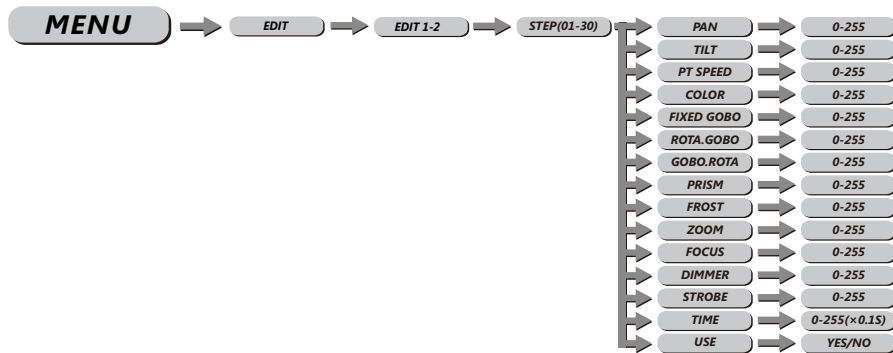 MENU EDIT EDIT 1-2 STEP(01-30) PAN 0-255
TILT 0-255
PT SPEED 0-255
COLOR 0-255
FIXED GOBO 0-255
ROTA.GOBO 0-255
GOBO.ROTA 0-255
PRISM 0-255
FROST 0-255
ZOOM 0-255
FOCUS 0-255
DIMMER 0-255
STROBE 0-255
TIME 0-255(×0.1S)
USE YES/NO